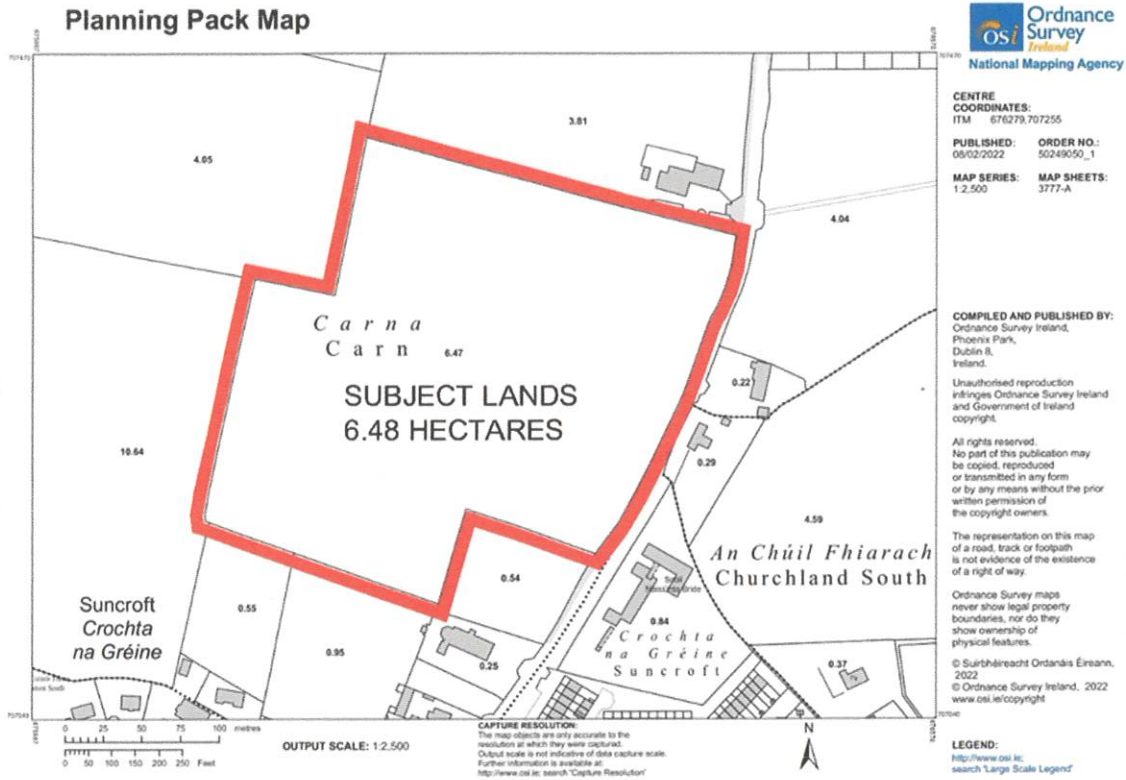 Planning Pack Map
OSi
Ordnance
Survey
Ireland
National Mapping Agency
CENTRE
COORDINATES:
ITM 676279,707255
PUBLISHED: ORDER NO.:
08/02/2022 50249050_1
MAP SERIES: MAP SHEETS:
1:2,500 3777-A
COMPILED AND PUBLISHED BY:
Ordnance Survey Ireland,
Phoenix Park,
Dublin 8,
Ireland.
Unauthorised reproduction
infringes Ordnance Survey Ireland
and Government of Ireland
copyright.
All rights reserved.
No part of this publication may
be copied, reproduced
or transmitted in any form
or by any means without the prior
written permission of
the copyright owners.
The representation on this map
of a road, track or footpath
is not evidence of the existence
of a right of way.
Ordnance Survey maps
never show legal property
boundaries, nor do they
show ownership of
physical features.
© Suirbhéireacht Ordanáis Éireann,
2022
© Ordnance Survey Ireland, 2022
www.osi.ie/copyright
LEGEND:
http://www.osi.ie;
search 'Large Scale Legend'
707470
707470
3.81
4.05
4.04
Carna
Carn
6.47
SUBJECT LANDS
6.48 HECTARES
0.22
10.64
0.29
4.59
An Chúil Fhiarach
Churchland South
0.54
Scoil
0.84
Crochta
na Gréine
Suncroft
Suncroft
Crochta
na Gréine
0.55
0.95
0.25
0.37
707040
0 25 50 75 100 metres
0 50 100 150 200 250 Feet
OUTPUT SCALE: 1:2,500
CAPTURE RESOLUTION:
The map objects are only accurate to the
resolution at which they were captured.
Output scale is not indicative of data capture scale.
Further information is available at:
http://www.osi.ie; search 'Capture Resolution'
N